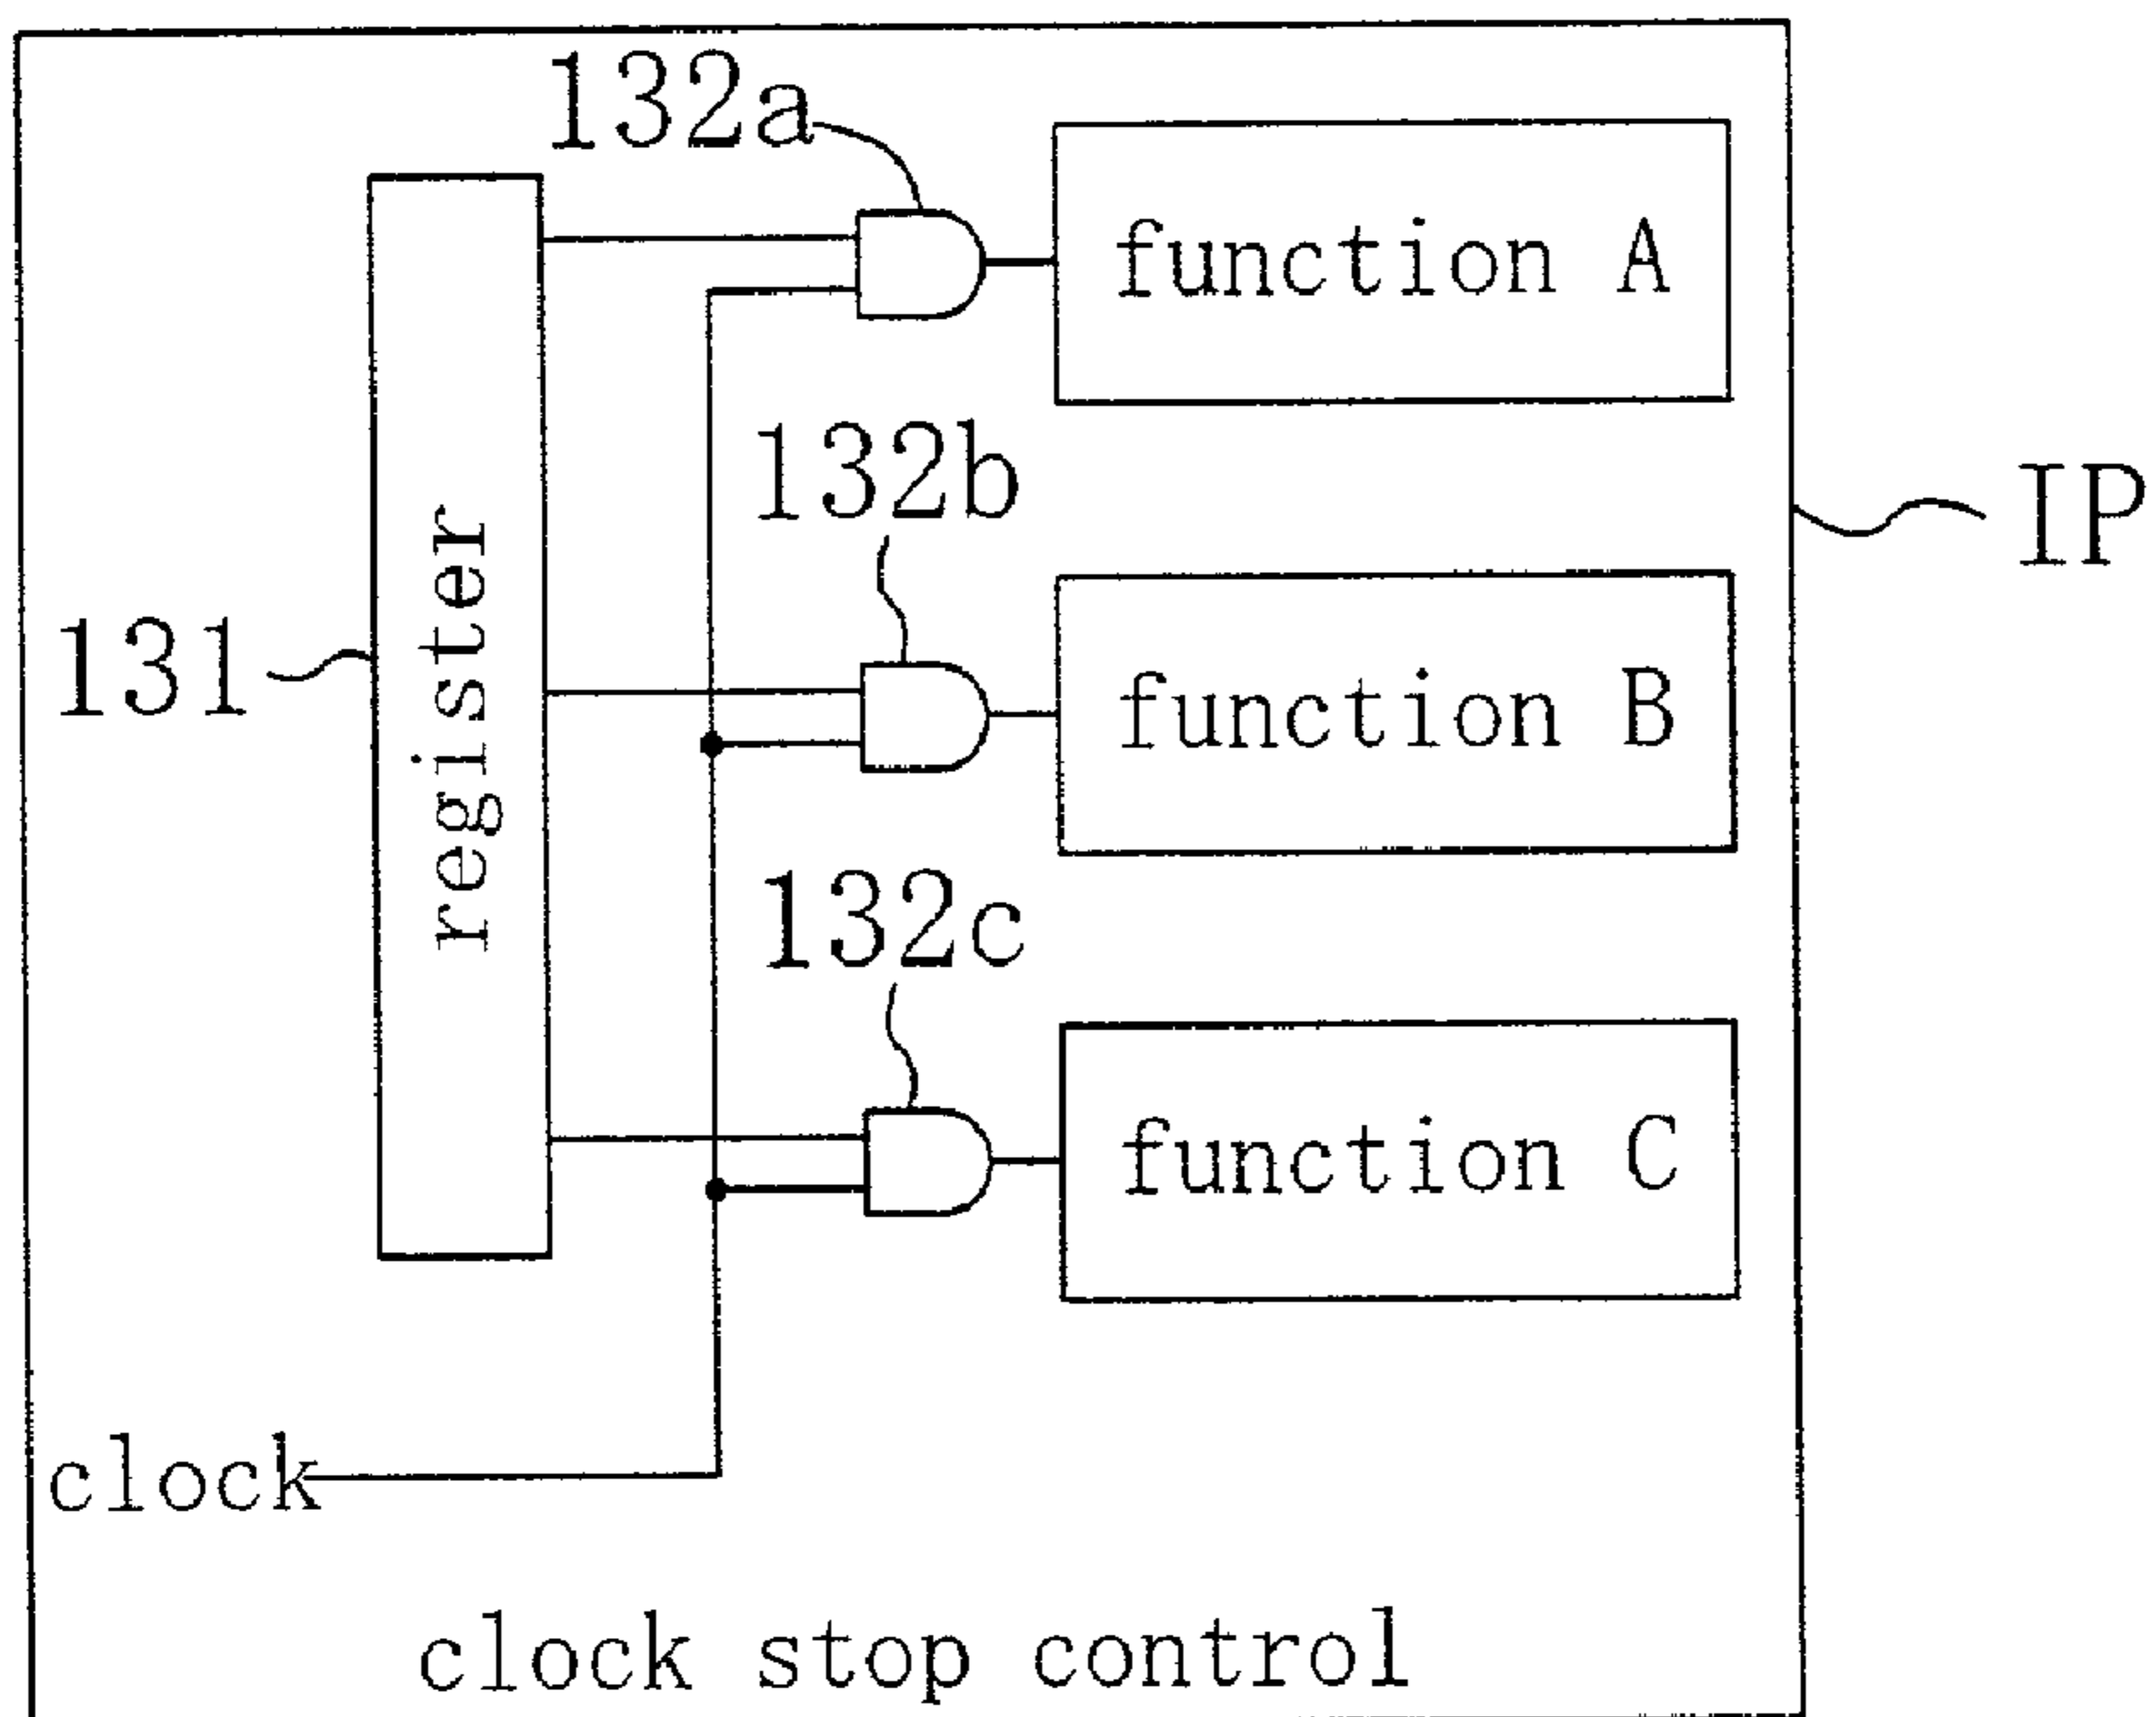 132a
function A
132b
IP
register
131
function B
132c
function C
clock
clock stop control